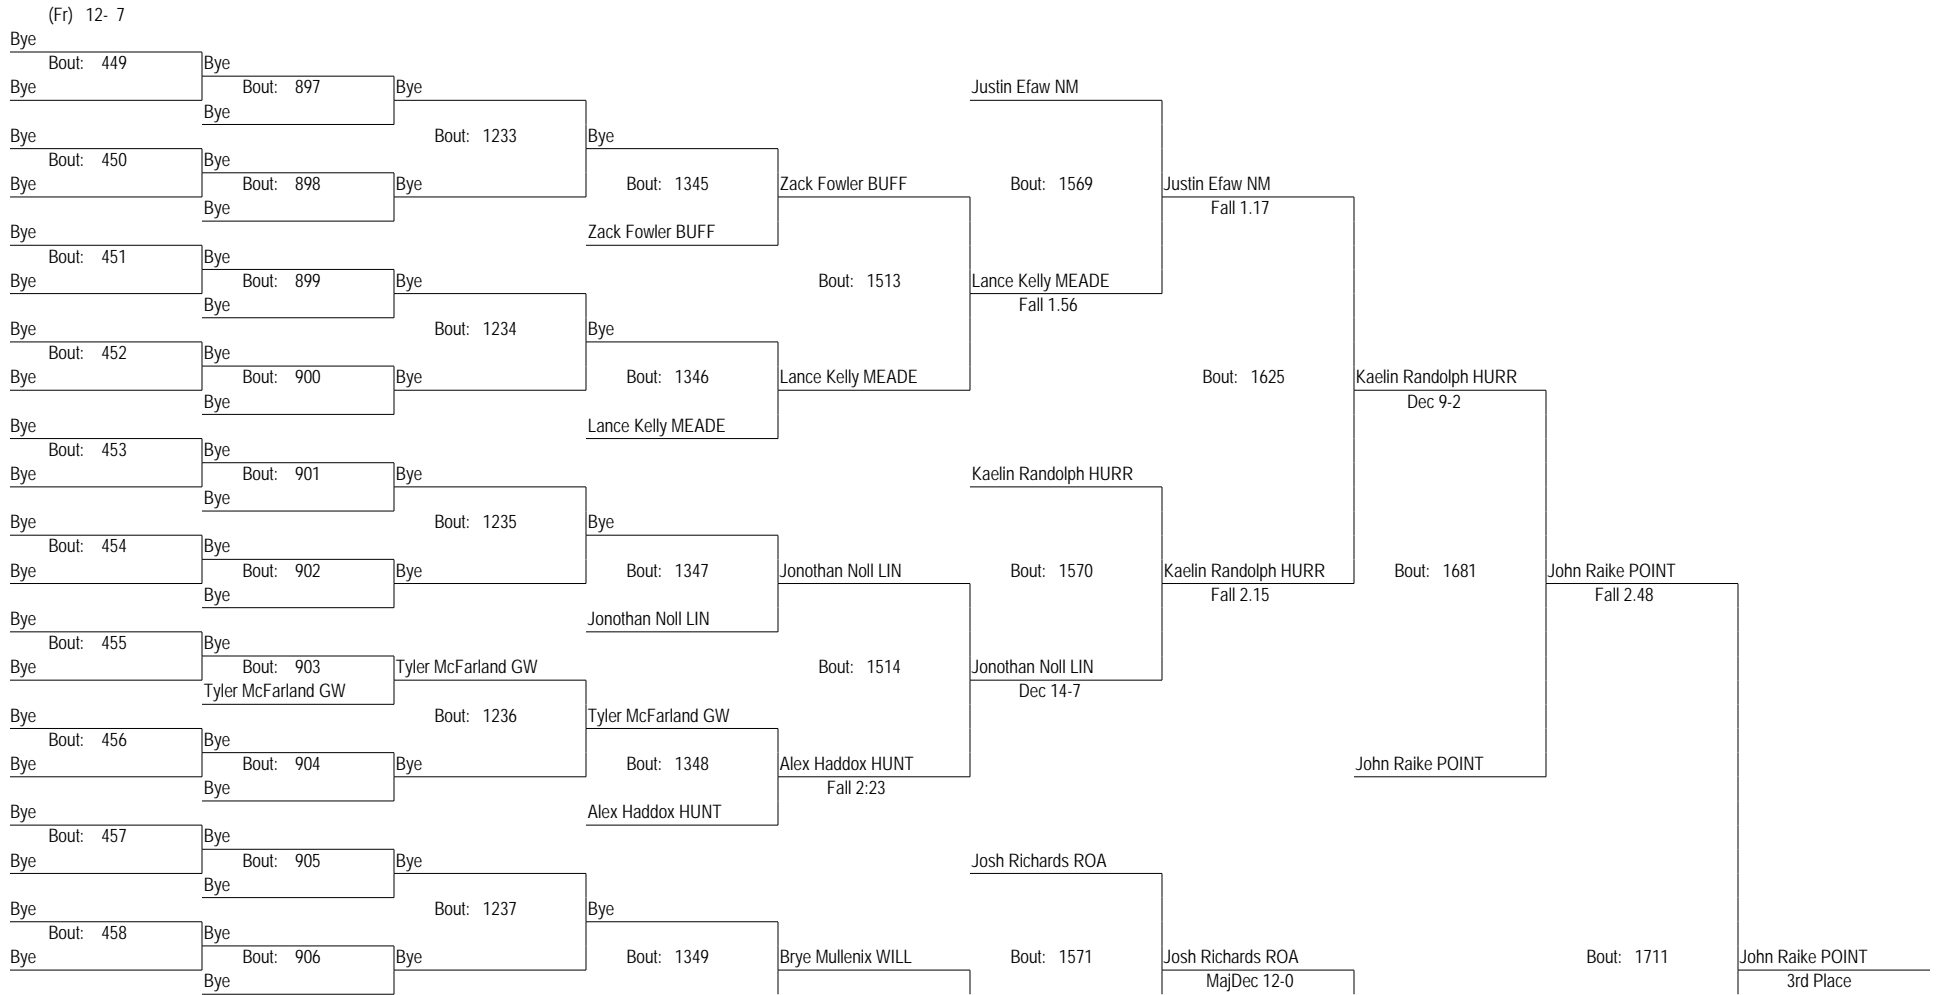 (Fr) 12- 7
Bye
Bout: 449 Bye
Bye Bout: 897 Bye Justin Efaw NM
Bye
Bye Bout: 1233 Bye
Bout: 450 Bye
Bye Bout: 898 Bye Bout: 1345 Zack Fowler BUFF Bout: 1569 Justin Efaw NM
Bye Fall 1.17
Bye Zack Fowler BUFF
Bout: 451 Bye
Bye Bout: 899 Bye Bout: 1513 Lance Kelly MEADE
Bye Fall 1.56
Bye Bout: 1234 Bye
Bout: 452 Bye
Bye Bout: 900 Bye Bout: 1346 Lance Kelly MEADE Bout: 1625 Kaelin Randolph HURR
Bye Dec 9-2
Bye Lance Kelly MEADE
Bout: 453 Bye
Bye Bout: 901 Bye Kaelin Randolph HURR
Bye
Bye Bout: 1235 Bye
Bout: 454 Bye
Bye Bout: 902 Bye Bout: 1347 Jonothan Noll LIN Bout: 1570 Kaelin Randolph HURR Bout: 1681 John Raike POINT
Bye Fall 2.15 Fall 2.48
Bye Jonothan Noll LIN
Bout: 455 Bye
Bye Bout: 903 Tyler McFarland GW Bout: 1514 Jonothan Noll LIN
Tyler McFarland GW Dec 14-7
Bye Bout: 1236 Tyler McFarland GW
Bout: 456 Bye
Bye Bout: 904 Bye Bout: 1348 Alex Haddox HUNT John Raike POINT
Bye Fall 2:23
Bye Alex Haddox HUNT
Bout: 457 Bye
Bye Bout: 905 Bye Josh Richards ROA
Bye
Bye Bout: 1237 Bye
Bout: 458 Bye
Bye Bout: 906 Bye Bout: 1349 Brye Mullenix WILL Bout: 1571 Josh Richards ROA Bout: 1711 John Raike POINT
Bye MajDec 12-0 3rd Place